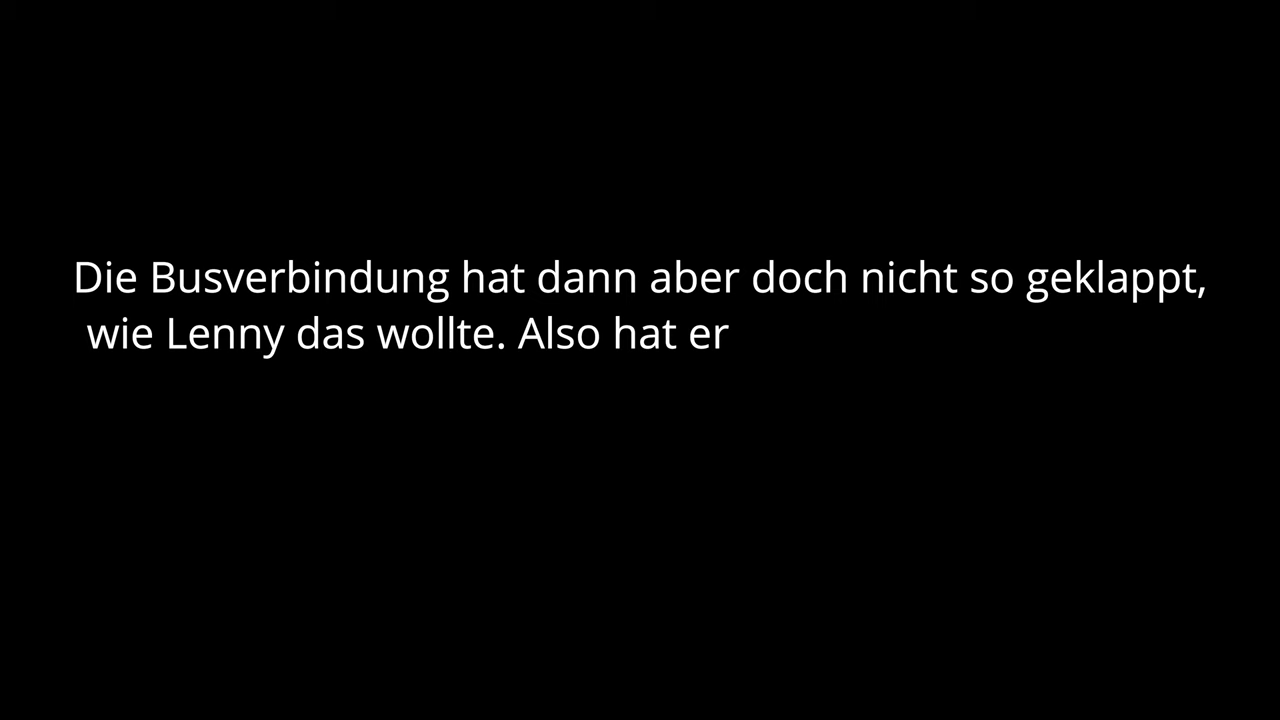 Die Busverbindung hat dann aber doch nicht so geklappt,
wie Lenny das wollte. Also hat er